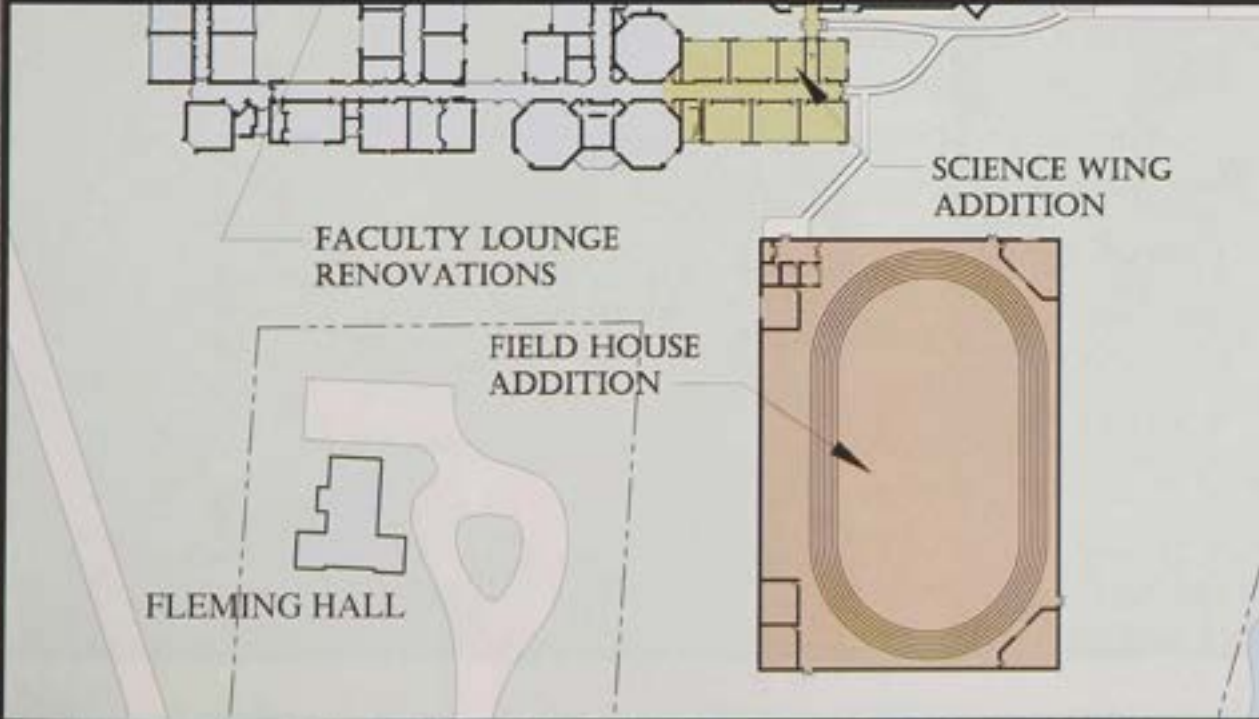 SCIENCE WING
ADDITION
FACULTY LOUNGE
RENOVATIONS
FIELD HOUSE
ADDITION
FLEMING HALL